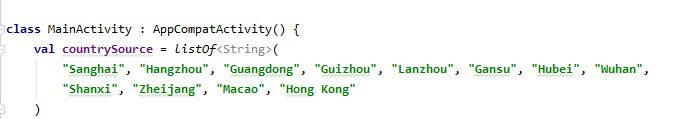 class MainActivity : AppCompatActivity() {
val countrySource = listOf<String>(
"Sanghai", "Hangzhou", "Guangdong", "Guizhou", "Lanzhou", "Gansu", "Hubei", "Wuhan",
"Shanxi", "Zheijang", "Macao", "Hong Kong"
)